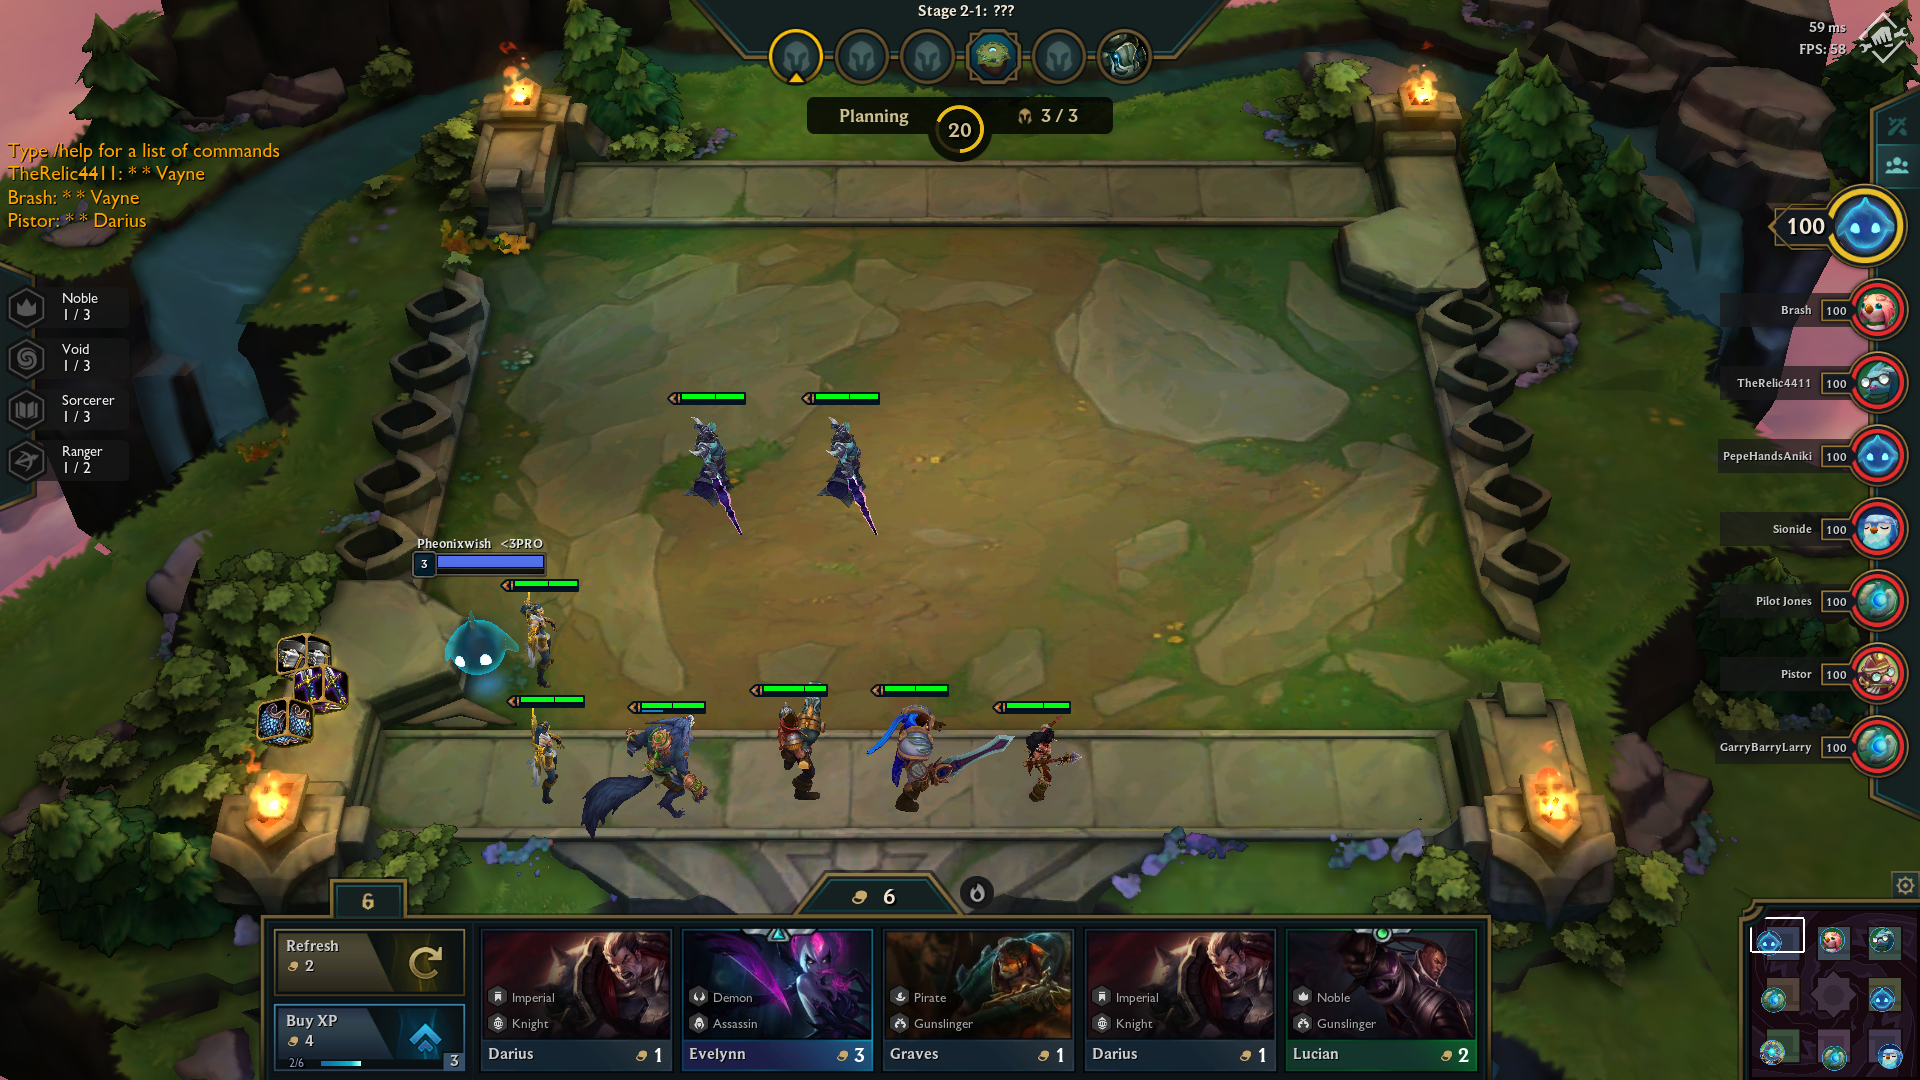 Stage 2-1: ???
59 ms
FPS: 58
Planning
20
3 / 3
Type /help for a list of commands
TheRelic4411: * * Vayne
Brash: * * Vayne
Pistor: * * Darius
100
Noble
1 / 3
Void
1 / 3
Sorcerer
1 / 3
Ranger
1 / 2
Brash
100
TheRelic4411
100
PepeHandsAniki
100
Sionide
100
Pilot Jones
100
Pistor
100
GarryBarryLarry
100
Pheonixwish <3PRO
3
6
6
Refresh
2
Buy XP
4
2/6
3
Imperial
Knight
Darius
1
Demon
Assassin
Evelynn
3
Pirate
Gunslinger
Graves
1
Imperial
Knight
Darius
1
Noble
Gunslinger
Lucian
2